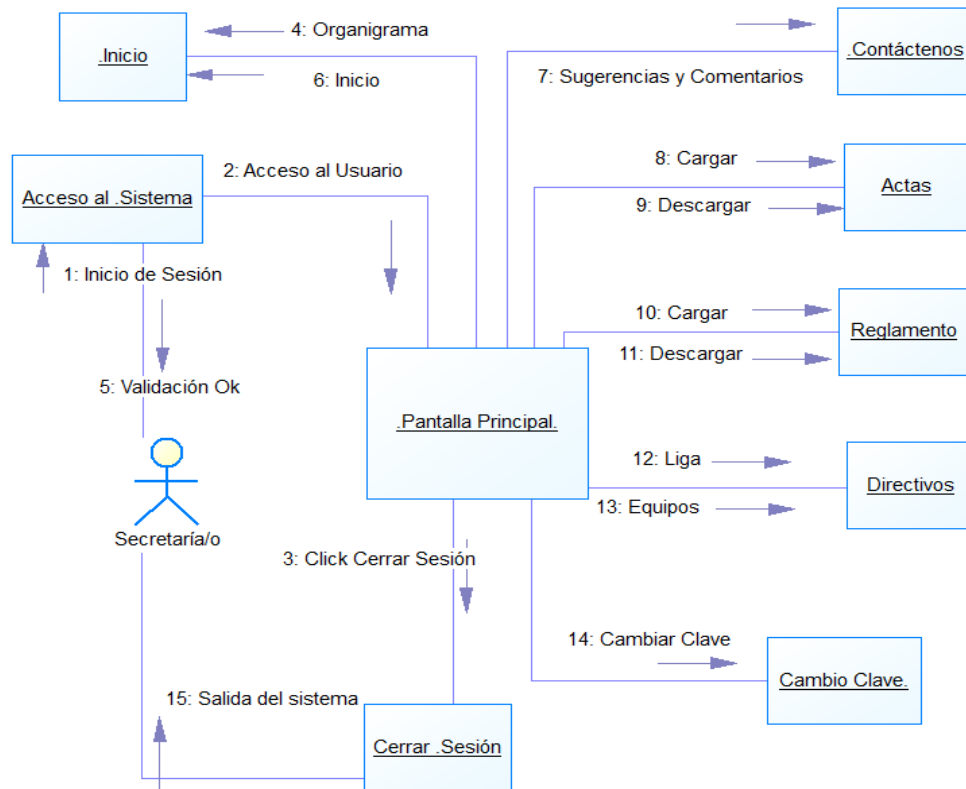 4: Organigrama
.Inicio
6: Inicio
.Contáctenos
7: Sugerencias y Comentarios
2: Acceso al Usuario
Acceso al .Sistema
8: Cargar
Actas
9: Descargar
1: Inicio de Sesión
10: Cargar
Reglamento
11: Descargar
5: Validación Ok
.Pantalla Principal.
12: Liga
Directivos
13: Equipos
Secretaría/o
3: Click Cerrar Sesión
14: Cambiar Clave
Cambio Clave.
15: Salida del sistema
Cerrar .Sesión